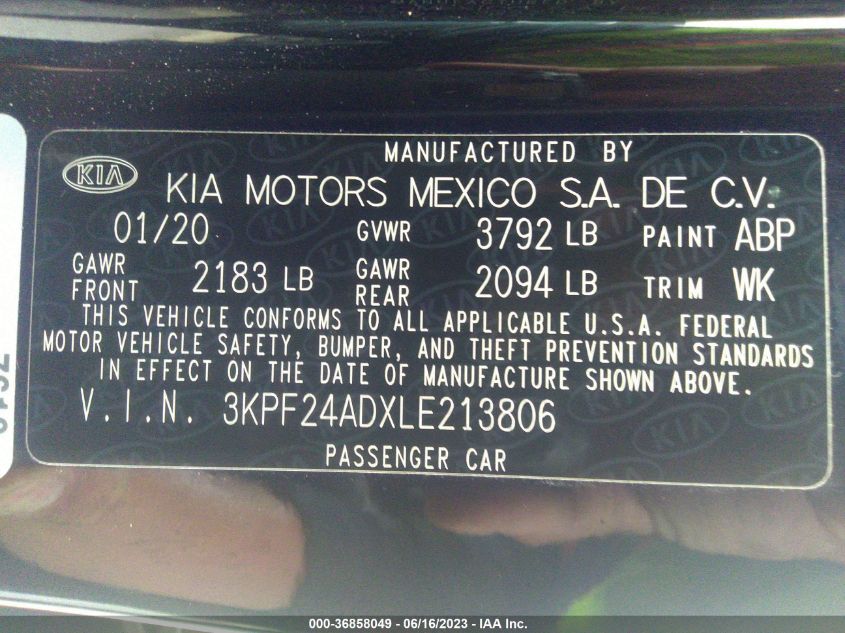 MANUFACTURED BY
KIA KIA MOTORS MEXICO S.A. DE C.V.
01/20 GVWR 3792 LB PAINT ABP
GAWR FRONT 2183 LB GAWR REAR 2094 LB TRIM WK
THIS VEHICLE CONFORMS TO ALL APPLICABLE U.S.A. FEDERAL
MOTOR VEHICLE SAFETY, BUMPER, AND THEFT PREVENTION STANDARDS
IN EFFECT ON THE DATE OF MANUFACTURE SHOWN ABOVE.
V.I.N. 3KPF24ADXLE213806
PASSENGER CAR
000-36858049 - 06/16/2023 - IAA Inc.